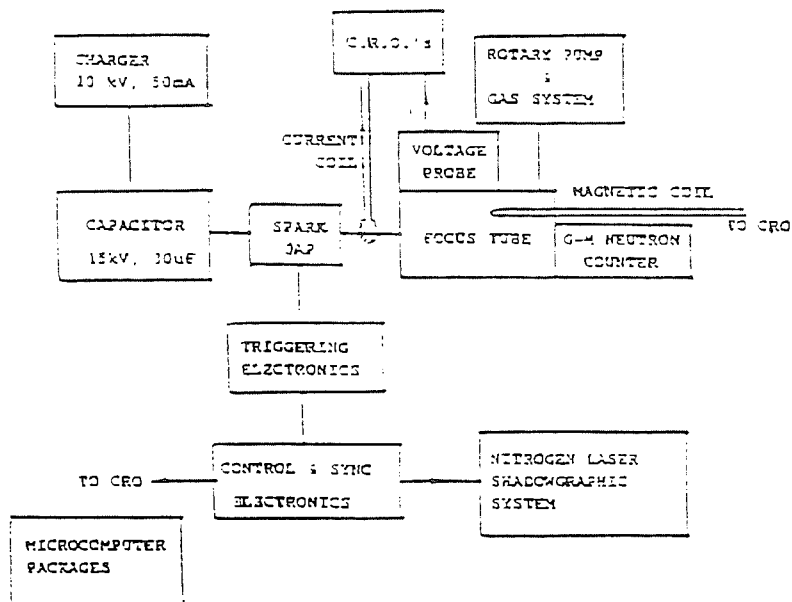 C.R.O.'s
CHARGER
10 kV, 50mA
ROTARY PUMP
&
GAS SYSTEM
CURRENT
COIL
VOLTAGE
PROBE
MAGNETIC COIL
TO CRO
CAPACITOR
15kV, 30uF
SPARK
GAP
FOCUS TUBE
G-M NEUTRON
COUNTER
TRIGGERING
ELECTRONICS
CONTROL & SYNC
ELECTRONICS
TO CRO
NITROGEN LASER
SHADOWGRAPHIC
SYSTEM
MICROCOMPUTER
PACKAGES